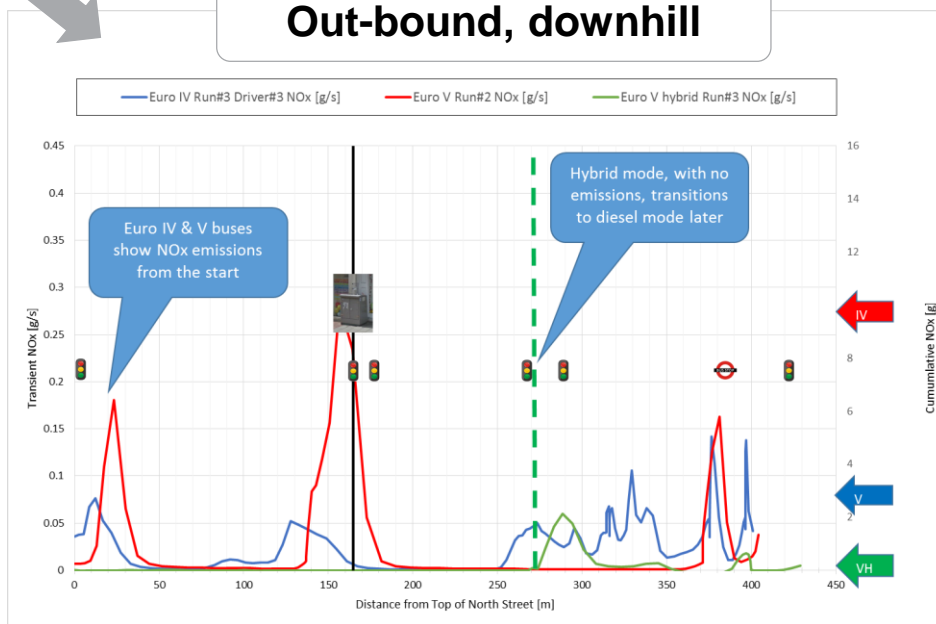 Out-bound, downhill
Euro IV Run#3 Driver#3 NOx [g/s]
Euro V Run#2 NOx [g/s]
Euro V hybrid Run#3 NOx [g/s]
0.45
0.4
0.35
0.3
0.25
0.2
0.15
0.1
0.05
0
Transient NOx [g/s]
Euro IV & V buses
show NOx emissions
from the start
Hybrid mode, with no
emissions, transitions
to diesel mode later
16
14
12
8
6
4
2
IV
V
VH
Cumumlative NOx [g]
0
50
100
150
200
250
300
350
400
450
Distance from Top of North Street [m]